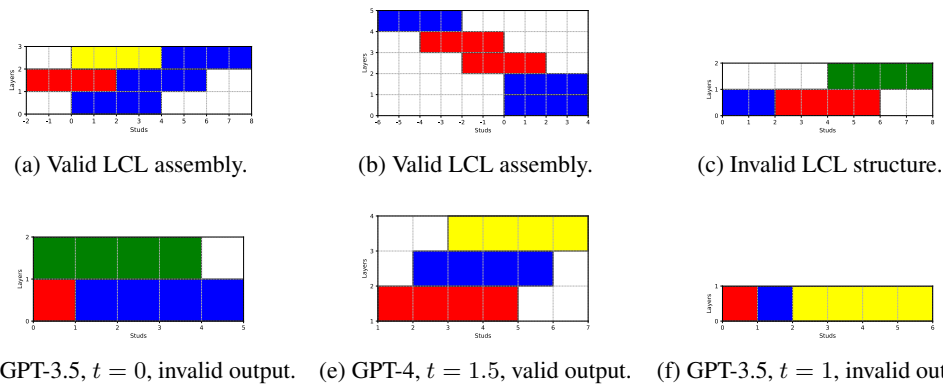 3
2
1
0
Layers
-2 -1 0 1 2 3 4 5 6 7 8
Studs
5
4
3
2
1
0
Layers
-6 -5 -4 -3 -2 -1 0 1 2 3 4
Studs
2
1
0
Layers
0 1 2 3 4 5 6 7 8
Studs
(a) Valid LCL assembly. (b) Valid LCL assembly. (c) Invalid LCL structure.
2
1
0
Layers
0 1 2 3 4 5
Studs
4
3
2
1
Layers
1 2 3 4 5 6 7
Studs
1
0
Layers
0 1 2 3 4 5 6
Studs
GPT-3.5, t = 0, invalid output. (e) GPT-4, t = 1.5, valid output. (f) GPT-3.5, t = 1, invalid ou